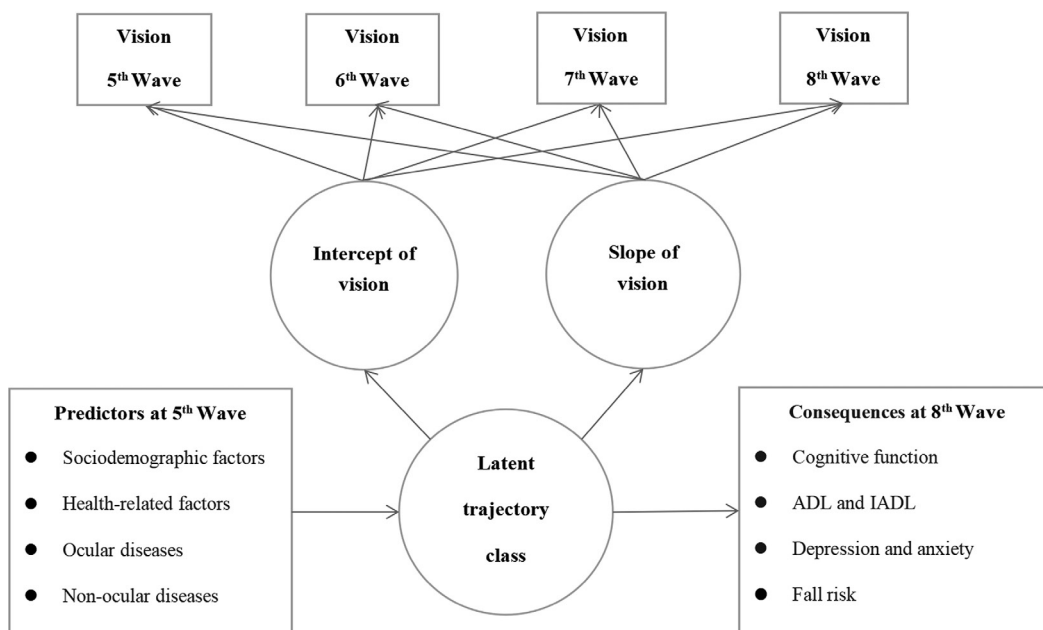 Vision
5th Wave
Vision
6th Wave
Vision
7th Wave
Vision
8th Wave
Intercept of
vision
Slope of
vision
Predictors at 5th Wave
● Sociodemographic factors
● Health-related factors
● Ocular diseases
● Non-ocular diseases
Latent
trajectory
class
Consequences at 8th Wave
● Cognitive function
● ADL and IADL
● Depression and anxiety
● Fall risk